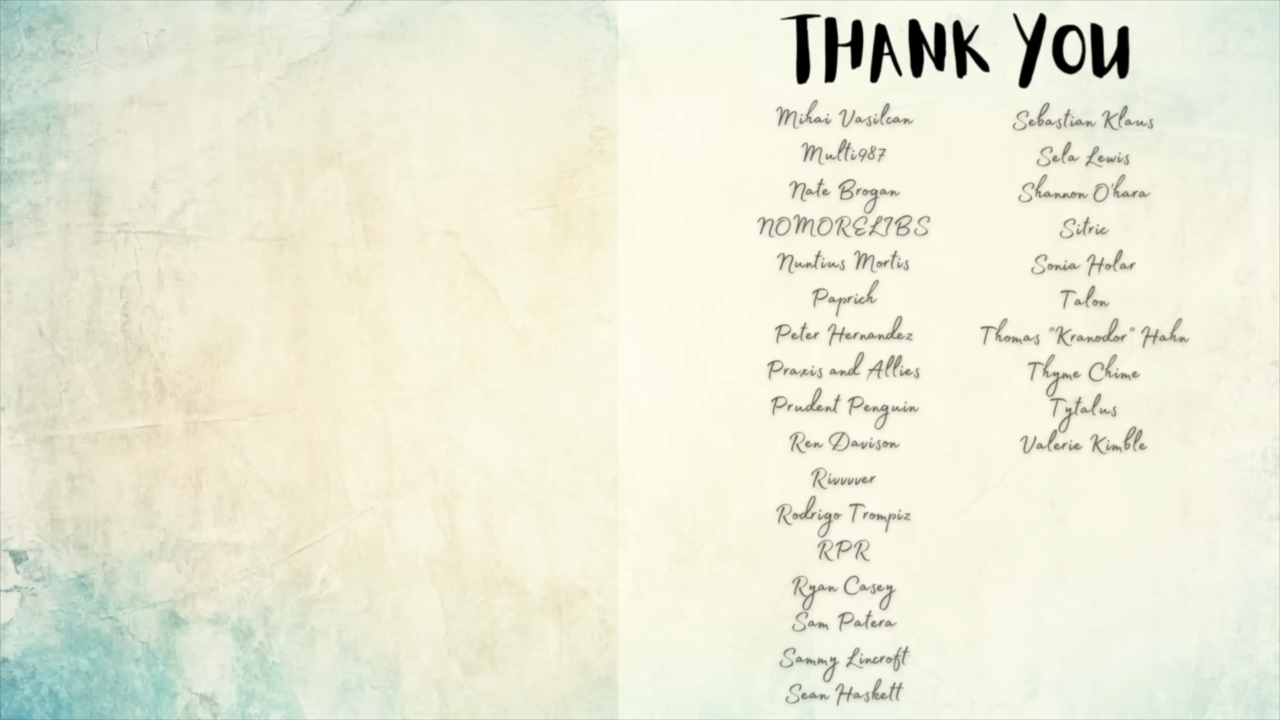 THANK YOU
Mihai Vasilcan
Multi987
Nate Brogan
NOMORELIBS
Nuntius Mortis
Paprich
Peter Hernandez
Praxis and Allies
Prudent Penguin
Ren Davison
Rivvvver
Rodrigo Trompiz
RPR
Ryan Casey
Sam Patera
Sammy Lincroft
Sean Haskett
Sebastian Klaus
Sela Lewis
Shannon O'hara
Sitric
Sonia Holar
Talon
Thomas "Kranodor" Hahn
Thyme Chime
Tytalus
Valerie Kimble